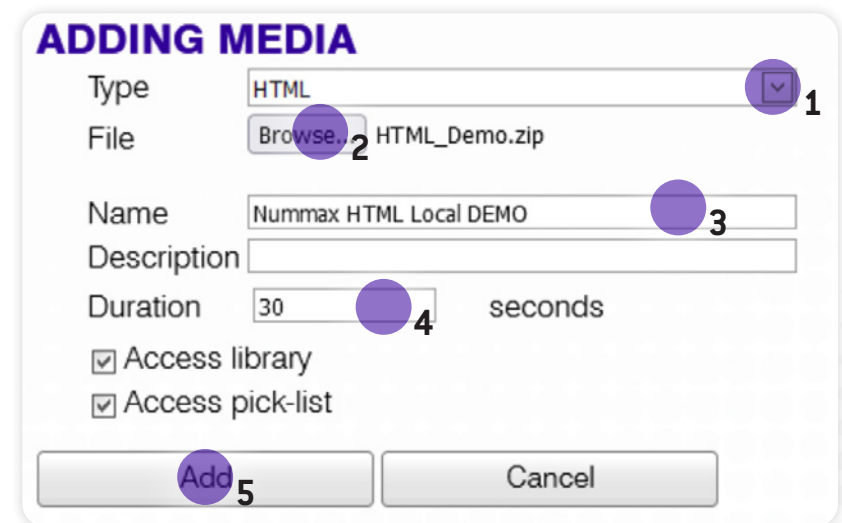 ADDING MEDIA
Type HTML 1
File Browse... 2 HTML_Demo.zip
Name Nummax HTML Local DEMO 3
Description
Duration 30 4 seconds
Access library
Access pick-list
Add 5 Cancel